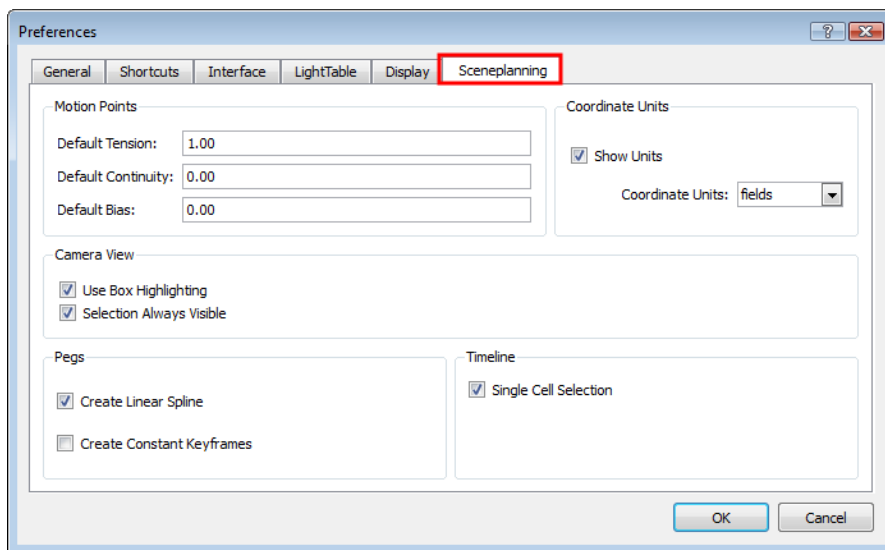 Preferences
General Shortcuts Interface LightTable Display Sceneplanning
Motion Points
Default Tension: 1.00
Default Continuity: 0.00
Default Bias: 0.00
Coordinate Units
Show Units
Coordinate Units: fields
Camera View
Use Box Highlighting
Selection Always Visible
Pegs
Create Linear Spline
Create Constant Keyframes
Timeline
Single Cell Selection
OK Cancel